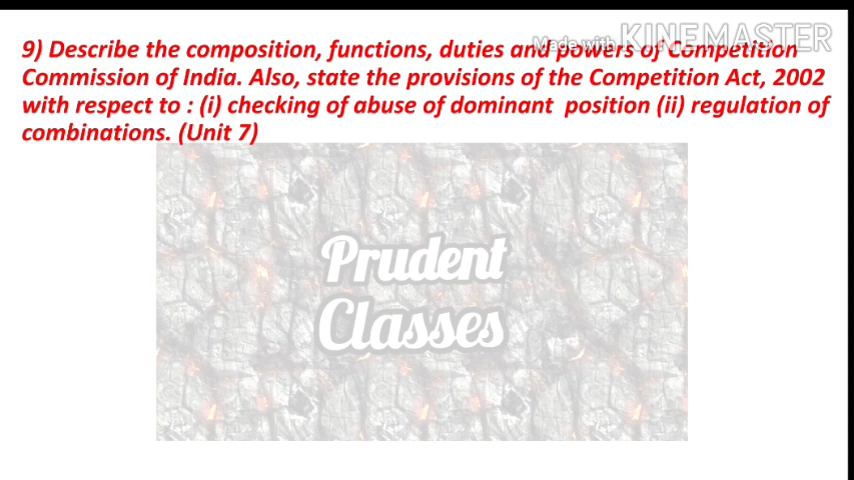 Made with KINEMASTER
9) Describe the composition, functions, duties and powers of Competition
Commission of India. Also, state the provisions of the Competition Act, 2002
with respect to : (i) checking of abuse of dominant  position (ii) regulation of
combinations. (Unit 7)
Prudent
Classes